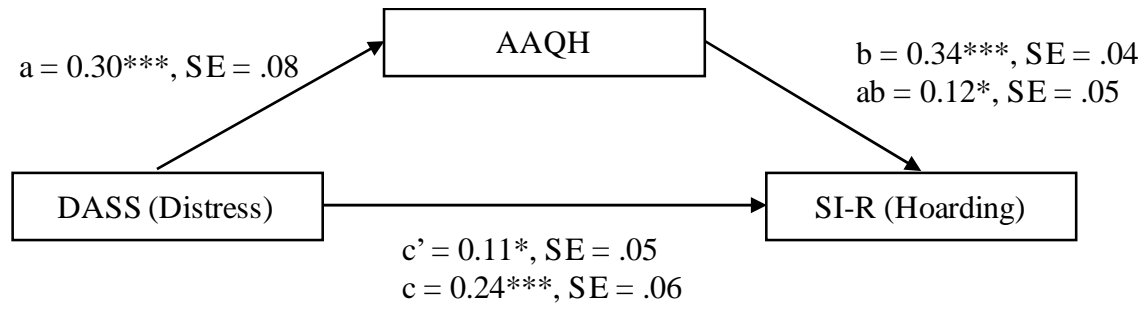 AAQH
a = 0.30***, SE = .08
b = 0.34***, SE = .04
ab = 0.12*, SE = .05
DASS (Distress)
SI-R (Hoarding)
c’ = 0.11*, SE = .05
c = 0.24***, SE = .06